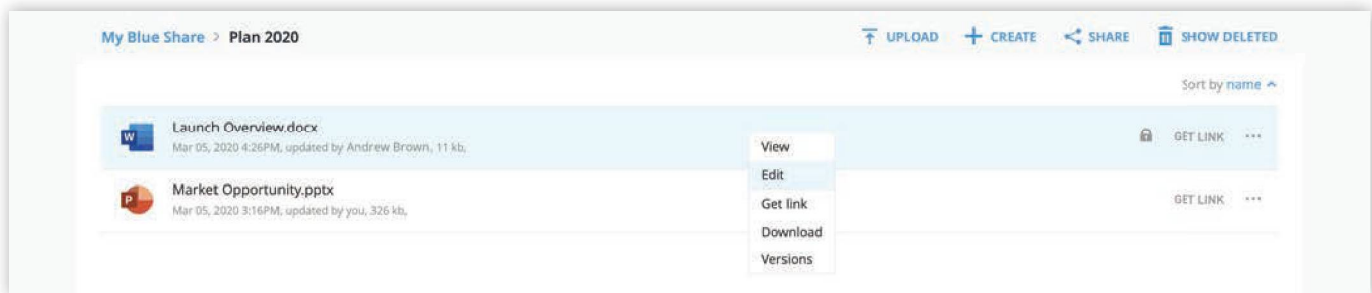 My Blue Share > Plan 2020
UPLOAD CREATE SHARE SHOW DELETED
Sort by name
W Launch Overview.docx
Mar 05, 2020 4:26PM, updated by Andrew Brown, 11 kb,
GET LINK ...
P Market Opportunity.pptx
Mar 05, 2020 3:16PM, updated by you, 326 kb,
GET LINK ...
View
Edit
Get link
Download
Versions